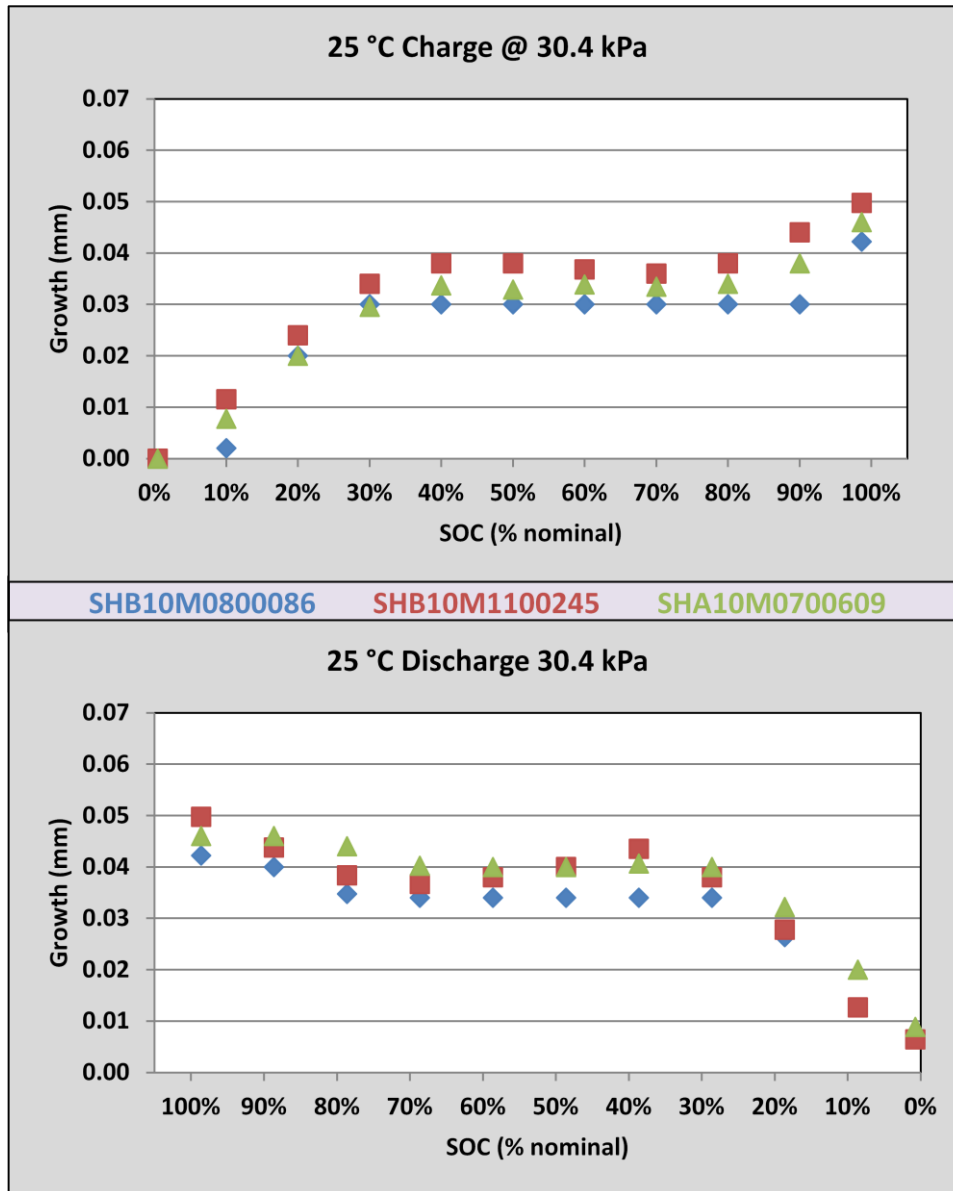 25 °C Charge @ 30.4 kPa
0.07
0.06
0.05
0.04
0.03
0.02
0.01
0.00
Growth (mm)
0% 10% 20% 30% 40% 50% 60% 70% 80% 90% 100%
SOC (% nominal)
SHB10M0800086 SHB10M1100245 SHA10M0700609
25 °C Discharge 30.4 kPa
0.07
0.06
0.05
0.04
0.03
0.02
0.01
0.00
Growth (mm)
100% 90% 80% 70% 60% 50% 40% 30% 20% 10% 0%
SOC (% nominal)